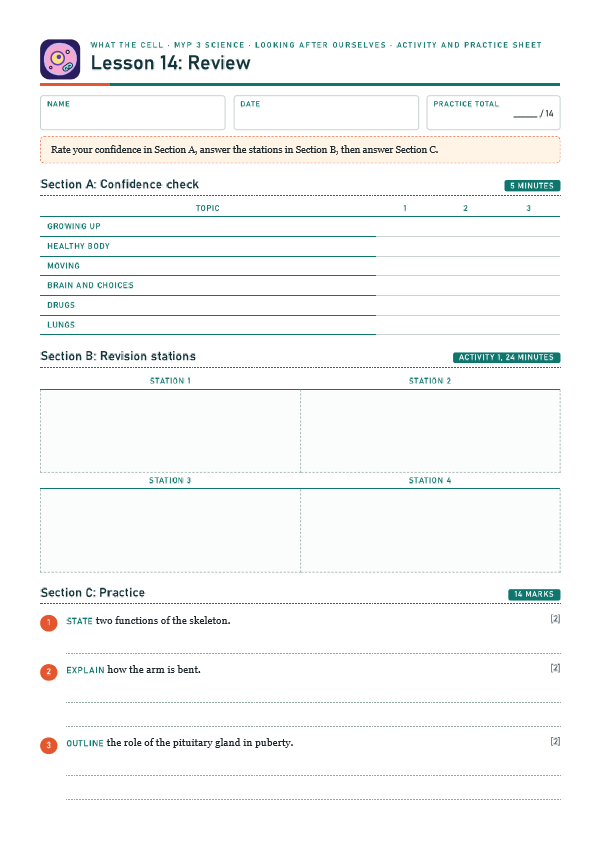 WHAT THE CELL · MYP 3 SCIENCE · LOOKING AFTER OURSELVES · ACTIVITY AND PRACTICE SHEET
Lesson 14: Review
NAME
DATE
PRACTICE TOTAL
_____ / 14
Rate your confidence in Section A, answer the stations in Section B, then answer Section C.
Section A: Confidence check
5 MINUTES
TOPIC 1 2 3
GROWING UP
HEALTHY BODY
MOVING
BRAIN AND CHOICES
DRUGS
LUNGS
Section B: Revision stations
ACTIVITY 1, 24 MINUTES
STATION 1 STATION 2
STATION 3 STATION 4
Section C: Practice
14 MARKS
1 STATE two functions of the skeleton. [2]
2 EXPLAIN how the arm is bent. [2]
3 OUTLINE the role of the pituitary gland in puberty. [2]